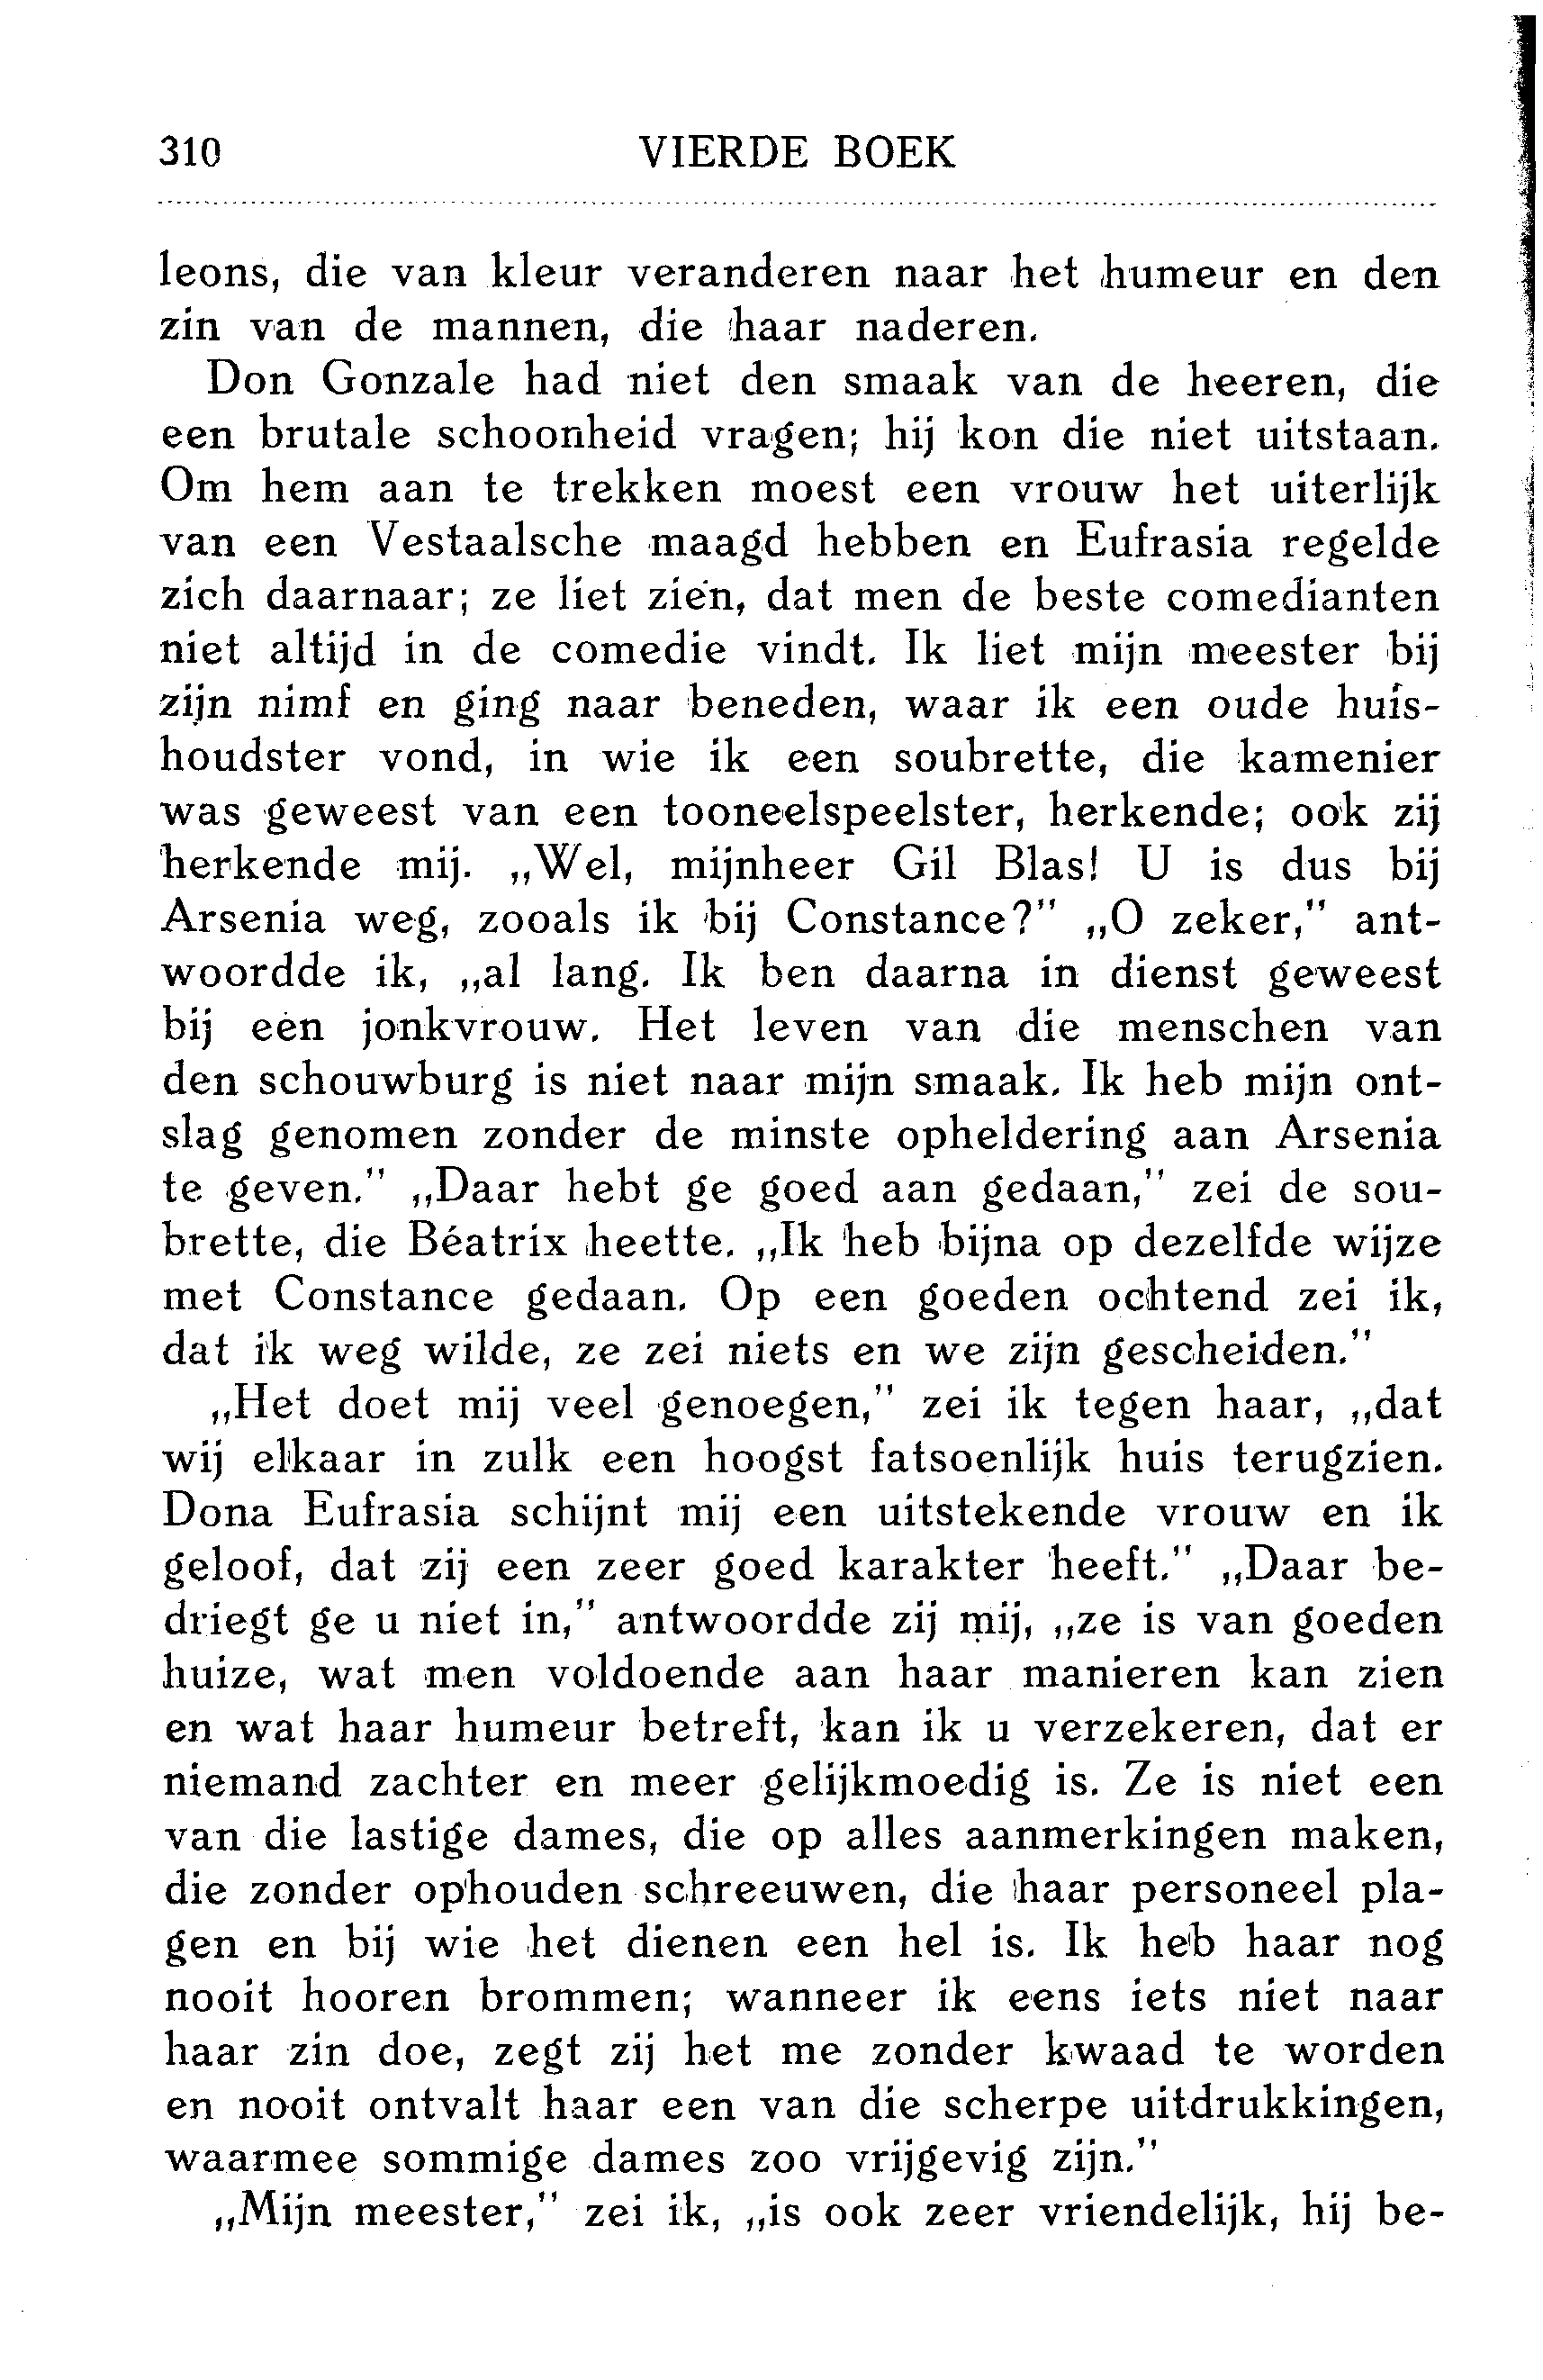 310 VIERDE BOEK
leons, die van kleur veranderen naar het humeur en den
zin van de mannen, die haar naderen.
Don Gonzale had niet den smaak van de heeren, die
een brutale schoonheid vragen; hij kon die niet uitstaan.
Om hem aan te trekken moest een vrouw het uiterlijk
van een Vestaalsche maagd hebben en Eufrasia regelde
zich daarnaar; ze liet zien, dat men de beste comedianten
niet altijd in de comedie vindt. Ik liet mijn meester bij
zijn nimf en ging naar beneden, waar ik een oude huis-
houdster vond, in wie ik een soubrette, die kamenier
was geweest van een tooneelspeelster, herkende; ook zij
herkende mij. „Wel, mijnheer Gil Blas! U is dus bij
Arsenia weg, zooals ik bij Constance?" „O zeker," ant-
woordde ik, „al lang. Ik ben daarna in dienst geweest
bij een jonkvrouw. Het leven van die menschen van
den schouwburg is niet naar mijn smaak. Ik heb mijn ont-
slag genomen zonder de minste opheldering aan Arsenia
te geven." „Daar hebt ge goed aan gedaan," zei de sou-
brette, die Béatrix heette. „Ik heb bijna op dezelfde wijze
met Constance gedaan. Op een goeden ochtend zei ik,
dat ik weg wilde, ze zei niets en we zijn gescheiden."
„Het doet mij veel genoegen," zei ik tegen haar, „dat
wij elkaar in zulk een hoogst fatsoenlijk huis terugzien.
Dona Eufrasia schijnt mij een uitstekende vrouw en ik
geloof, dat zij een zeer goed karakter heeft." „Daar be-
driegt ge u niet in," antwoordde zij mij, „ze is van goeden
huize, wat men voldoende aan haar manieren kan zien
en wat haar humeur betreft, kan ik u verzekeren, dat er
niemand zachter en meer gelijkmoedig is. Ze is niet een
van die lastige dames, die op alles aanmerkingen maken,
die zonder ophouden schreeuwen, die haar personeel pla-
gen en bij wie het dienen een hel is. Ik heb haar nog
nooit hooren brommen; wanneer ik eens iets niet naar
haar zin doe, zegt zij het me zonder kwaad te worden
en nooit ontvalt haar een van die scherpe uitdrukkingen,
waarmee sommige dames zoo vrijgevig zijn."
„Mijn meester," zei ik, „is ook zeer vriendelijk, hij be-